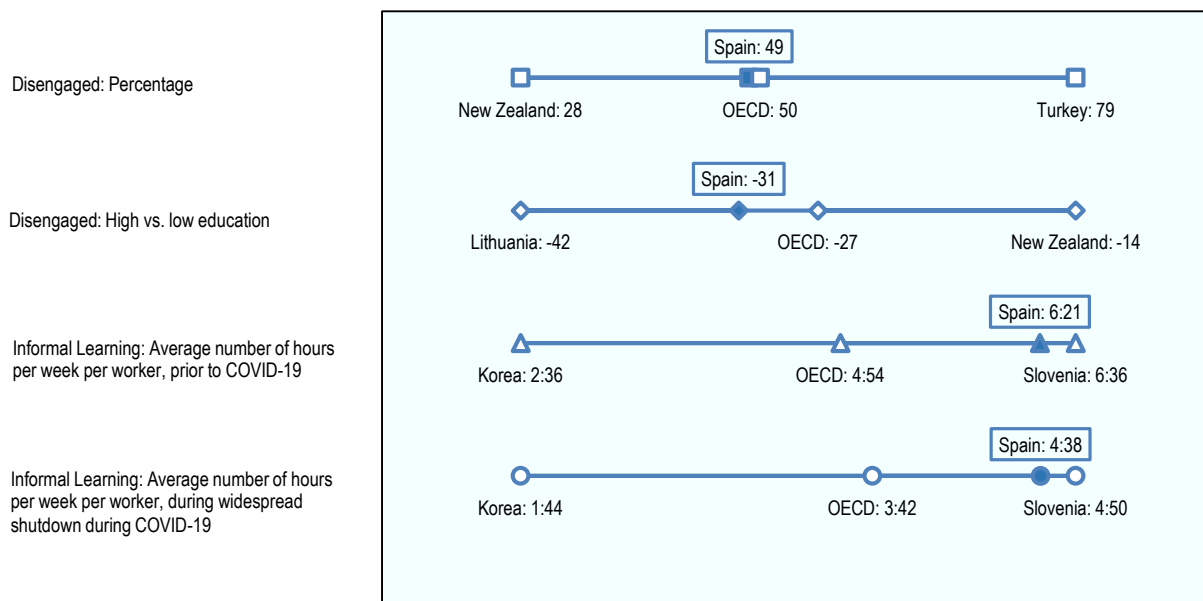 Spain: 49
Disengaged: Percentage
New Zealand: 28
OECD: 50
Turkey: 79
Spain: -31
Disengaged: High vs. low education
Lithuania: -42
OECD: -27
New Zealand: -14
Spain: 6:21
Informal Learning: Average number of hours
per week per worker, prior to COVID-19
Korea: 2:36
OECD: 4:54
Slovenia: 6:36
Spain: 4:38
Informal Learning: Average number of hours
per week per worker, during widespread
shutdown during COVID-19
Korea: 1:44
OECD: 3:42
Slovenia: 4:50